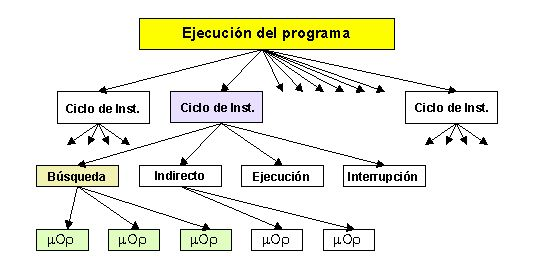 Ejecución del programa
Ciclo de Inst. Ciclo de Inst. Ciclo de Inst.
Búsqueda Indirecto Ejecución Interrupción
μOp μOp μOp μOp μOp